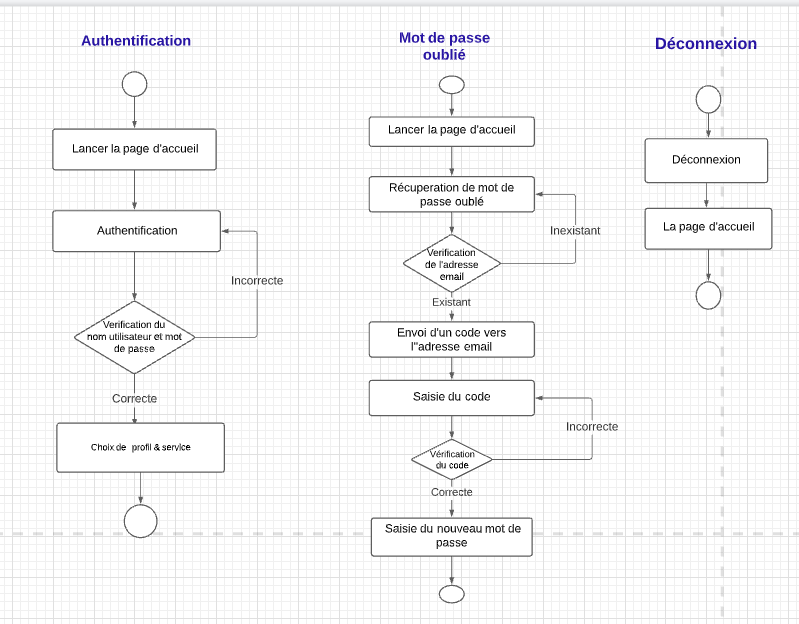 Authentification
Lancer la page d'accueil
Authentification
Incorrecte
Verification du
nom utilisateur et mot
de passe
Correcte
Choix de profil & service
Mot de passe
oublié
Lancer la page d'accueil
Récuperation de mot de
passe oublé
Inexistant
Verification
de l'adresse
email
Existant
Envoi d'un code vers
l"adresse email
Saisie du code
Incorrecte
Vérification
du code
Correcte
Saisie du nouveau mot de
passe
Déconnexion
Déconnexion
La page d'accueil